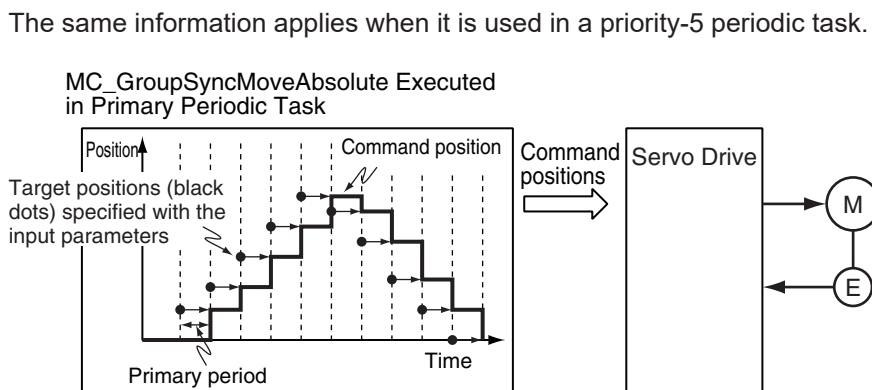 The same information applies when it is used in a priority-5 periodic task.
MC_GroupSyncMoveAbsolute Executed
in Primary Periodic Task
Position
Command position
Target positions (black
dots) specified with the
input parameters
Primary period
Time
Command
positions
Servo Drive
M
E